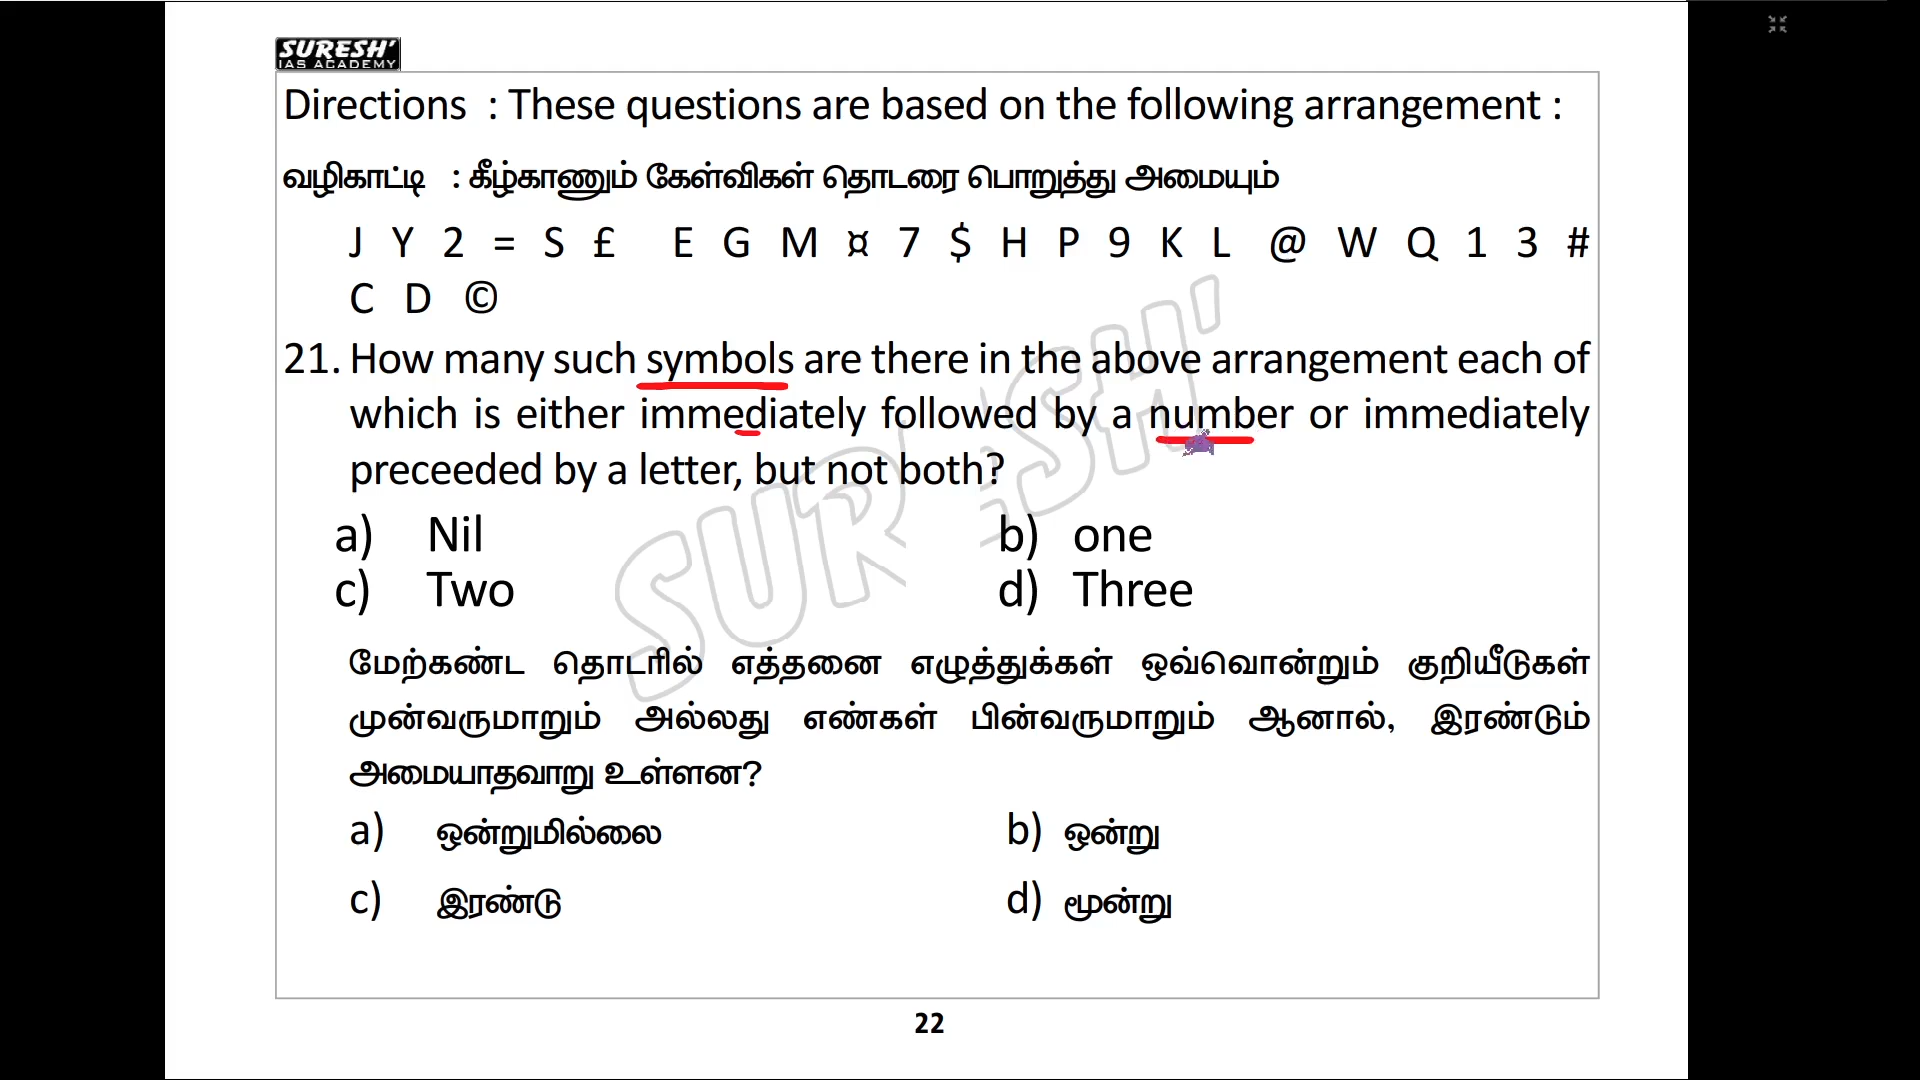 SURESH'
IAS ACADEMY
Directions : These questions are based on the following arrangement :
வழிகாட்டி : கீழ்காணும் கேள்விகள் தொடரை பொறுத்து அமையும்
J Y 2 = S £ E G M ¤ 7 $ H P 9 K L @ W Q 1 3 #
C D ©
21. How many such symbols are there in the above arrangement each of
which is either immediately followed by a number or immediately
preceeded by a letter, but not both?
a) Nil b) one
c) Two d) Three
மேற்கண்ட தொடரில் எத்தனை எழுத்துக்கள் ஒவ்வொன்றும் குறியீடுகள்
முன்வருமாறும் அல்லது எண்கள் பின்வருமாறும் ஆனால், இரண்டும்
அமையாதவாறு உள்ளன?
a) ஒன்றுமில்லை b) ஒன்று
c) இரண்டு d) மூன்று
SURESH'
22